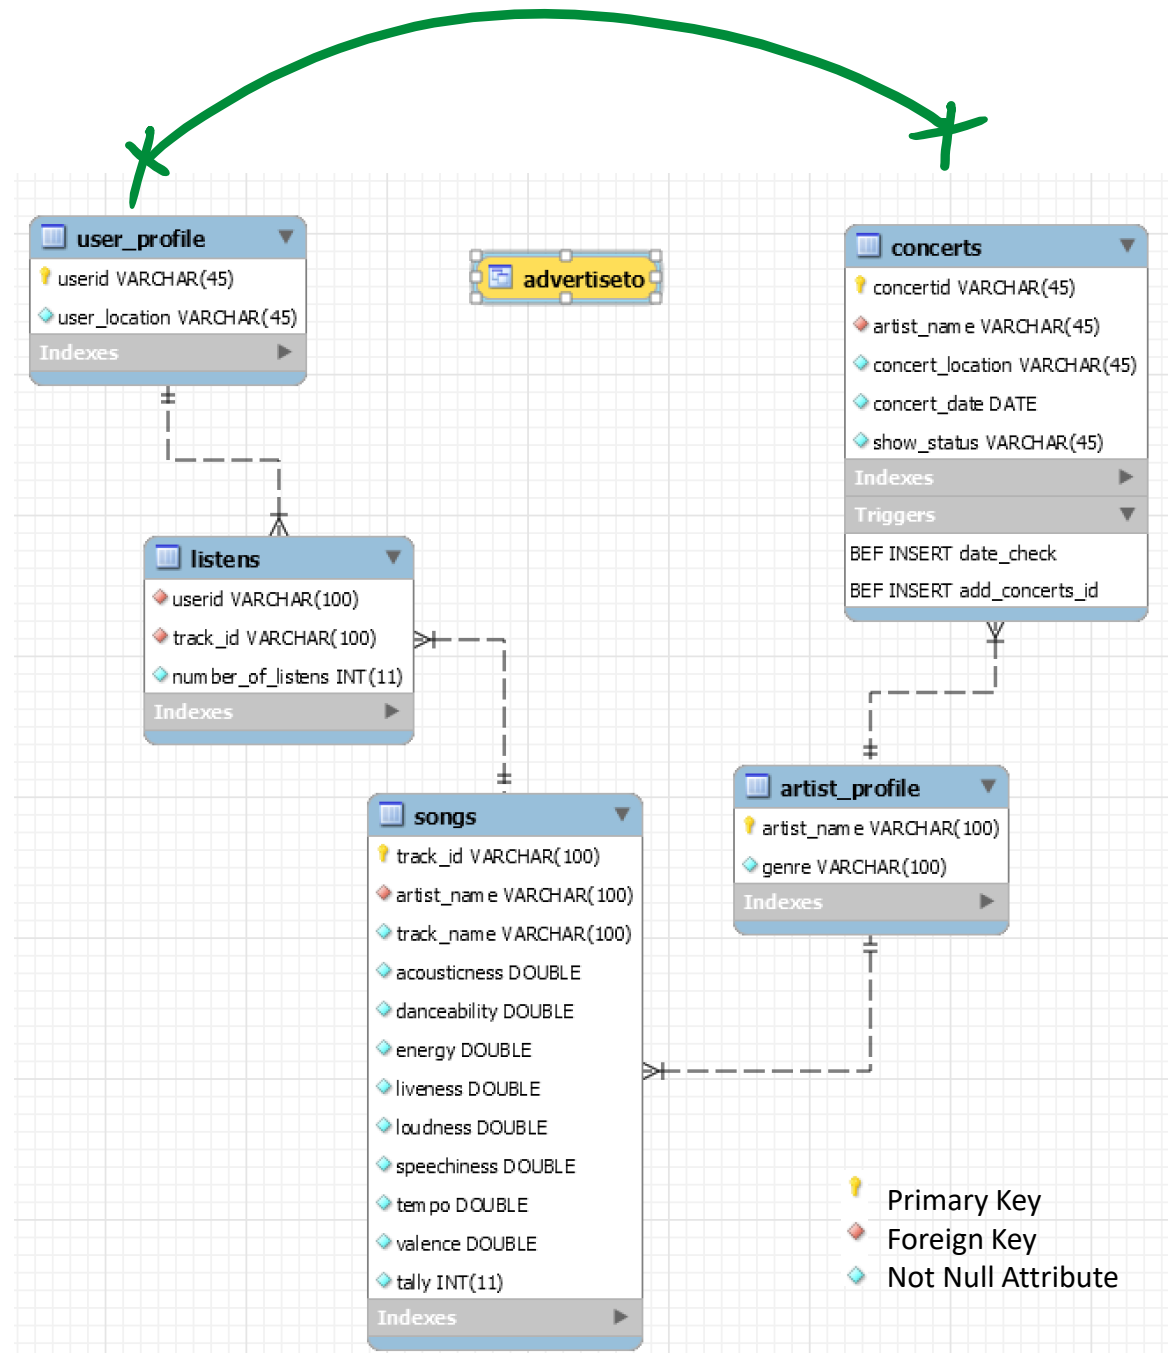 user_profile
userid VARCHAR(45)
user_location VARCHAR(45)
Indexes
advertiseto
concerts
concertid VARCHAR(45)
artist_name VARCHAR(45)
concert_location VARCHAR(45)
concert_date DATE
show_status VARCHAR(45)
Indexes
Triggers
BEF INSERT date_check
BEF INSERT add_concerts_id
listens
userid VARCHAR(100)
track_id VARCHAR(100)
number_of_listens INT(11)
Indexes
songs
track_id VARCHAR(100)
artist_name VARCHAR(100)
track_name VARCHAR(100)
acousticness DOUBLE
danceability DOUBLE
energy DOUBLE
liveness DOUBLE
loudness DOUBLE
speechiness DOUBLE
tempo DOUBLE
valence DOUBLE
tally INT(11)
Indexes
artist_profile
artist_name VARCHAR(100)
genre VARCHAR(100)
Indexes
Primary Key
Foreign Key
Not Null Attribute